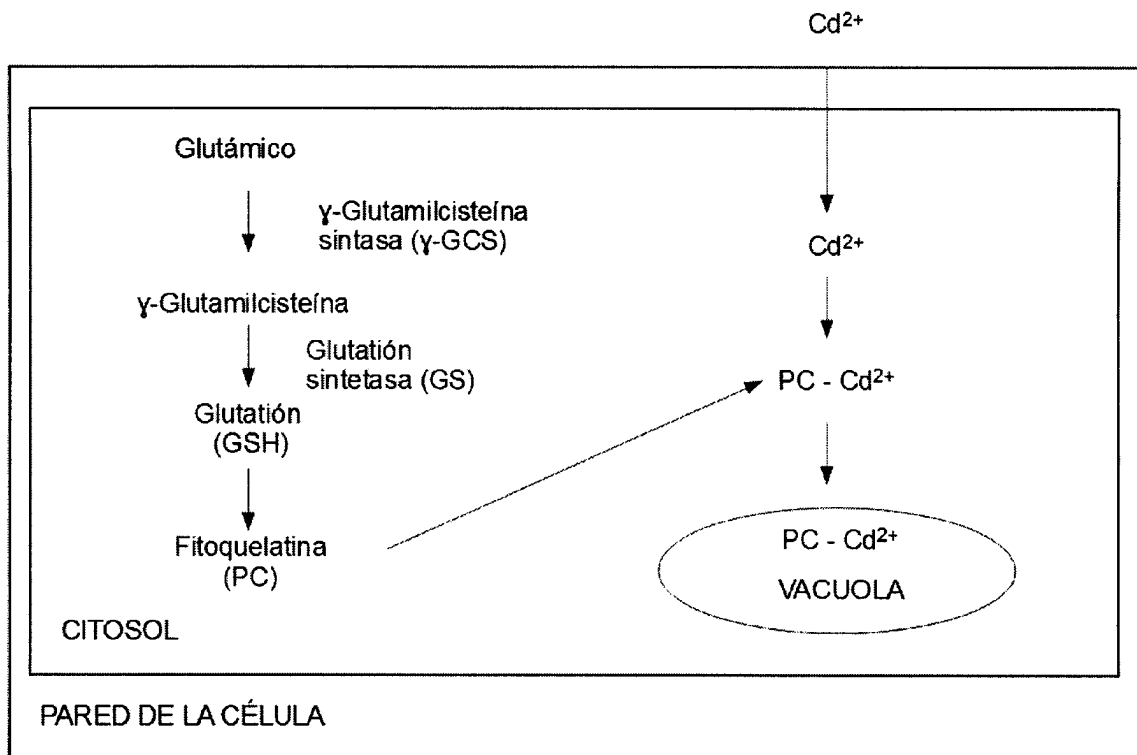 Cd²⁺
Glutámico
γ-Glutamilcisteína
sintasa (γ-GCS)
Cd²⁺
γ-Glutamilcisteína
Glutatión
sintetasa (GS)
PC - Cd²⁺
Glutatión
(GSH)
Fitoquelatina
(PC)
PC - Cd²⁺
VACUOLA
CITOSOL
PARED DE LA CÉLULA